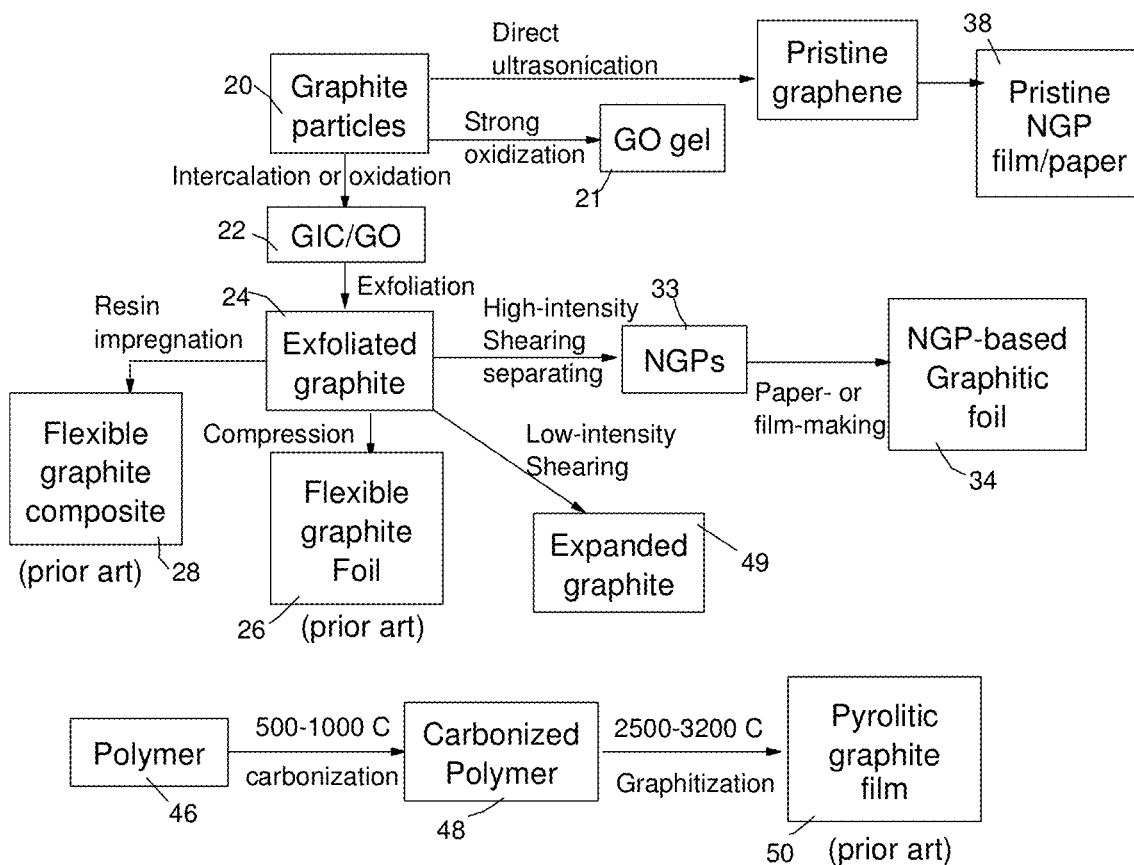 Direct
ultrasonication
38
20
Graphite
particles
Pristine
graphene
Pristine
NGP
film/paper
Strong
oxidization
GO gel
21
Intercalation or oxidation
22
GIC/GO
Exfoliation
24
Resin
impregnation
Exfoliated
graphite
High-intensity
Shearing
separating
33
NGPs
Paper- or
film-making
NGP-based
Graphitic
foil
34
Flexible
graphite
composite
(prior art)
28
Compression
Flexible
graphite
Foil
26
(prior art)
Low-intensity
Shearing
Expanded
graphite
49
Polymer
46
500-1000 C
carbonization
Carbonized
Polymer
48
2500-3200 C
Graphitization
Pyrolitic
graphite
film
50
(prior art)